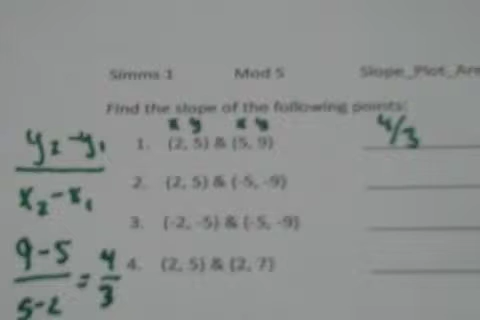 Simms 1 Mod 5 Slope_Plot_Are
Find the slope of the following points:
x y x y
1. (2, 5) & (5, 9) 4/3
2. (2, 5) & (-5, -9)
3. (-2, -5) & (-5, -9)
4. (2, 5) & (2, 7)
y₂ - y₁
x₂ - x₁
9 - 5
5 - 2
= 4
3